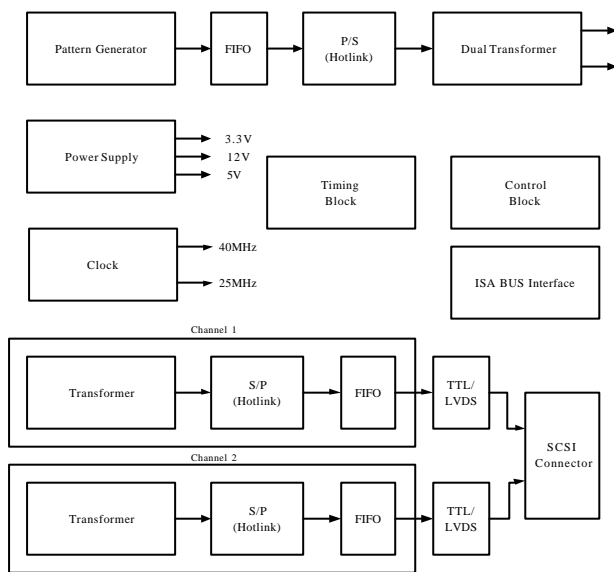 Pattern Generator
FIFO
P/S
(Hotlink)
Dual Transformer
Power Supply
3.3V
12V
5V
Timing
Block
Control
Block
Clock
40MHz
25MHz
ISA BUS Interface
Channel 1
Transformer
S/P
(Hotlink)
FIFO
TTL/
LVDS
SCSI
Connector
Channel 2
Transformer
S/P
(Hotlink)
FIFO
TTL/
LVDS